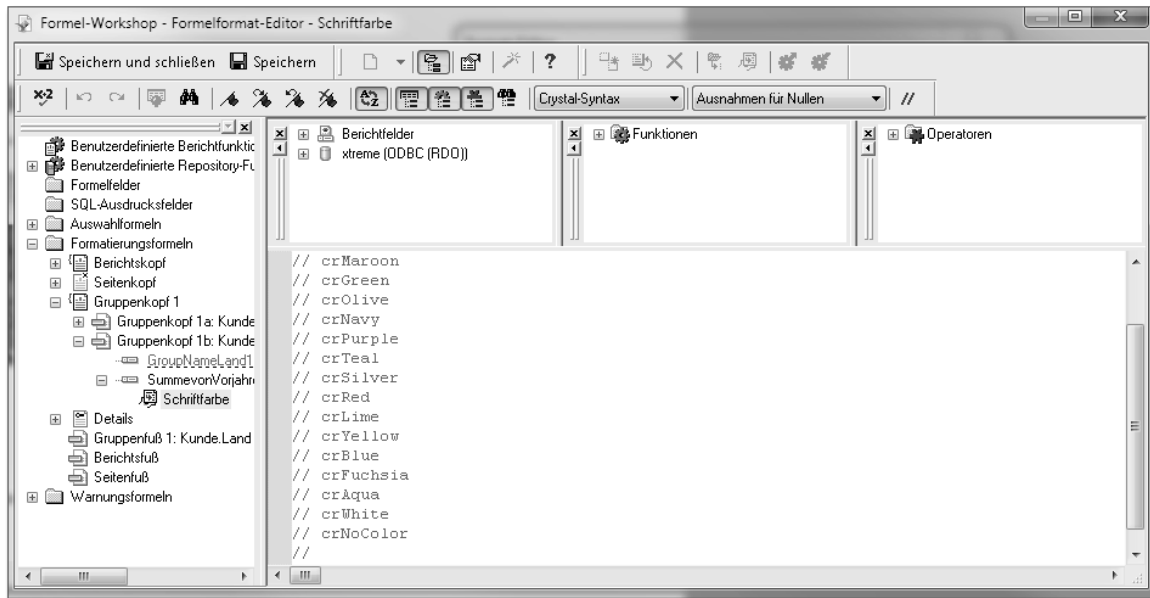 Formel-Workshop - Formelformat-Editor - Schriftfarbe
Speichern und schließen Speichern ?
x+2 A Z Crystal-Syntax Ausnahmen für Nullen //
Benutzerdefinierte Berichtfunktic
Benutzerdefinierte Repository-Fu
Formelfelder
SQL-Ausdrucksfelder
Auswahlformeln
Formatierungsformeln
Berichtskopf
Seitenkopf
Gruppenkopf 1
Gruppenkopf 1a: Kunde
Gruppenkopf 1b: Kunde
GroupNameLand1
SummevonVorjahre
Schriftfarbe
Details
Gruppenfuß 1: Kunde.Land
Berichtsfuß
Seitenfuß
Warnungsformeln
Berichtfelder
xtreme (ODBC (RDO))
Funktionen
Operatoren
// crMaroon
// crGreen
// crOlive
// crNavy
// crPurple
// crTeal
// crSilver
// crRed
// crLime
// crYellow
// crBlue
// crFuchsia
// crAqua
// crWhite
// crNoColor
//